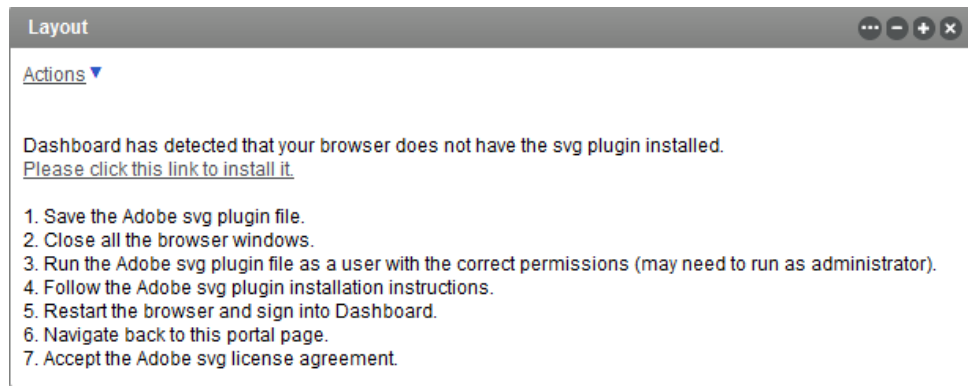 Layout
Actions
Dashboard has detected that your browser does not have the svg plugin installed.
Please click this link to install it.
1. Save the Adobe svg plugin file.
2. Close all the browser windows.
3. Run the Adobe svg plugin file as a user with the correct permissions (may need to run as administrator).
4. Follow the Adobe svg plugin installation instructions.
5. Restart the browser and sign into Dashboard.
6. Navigate back to this portal page.
7. Accept the Adobe svg license agreement.